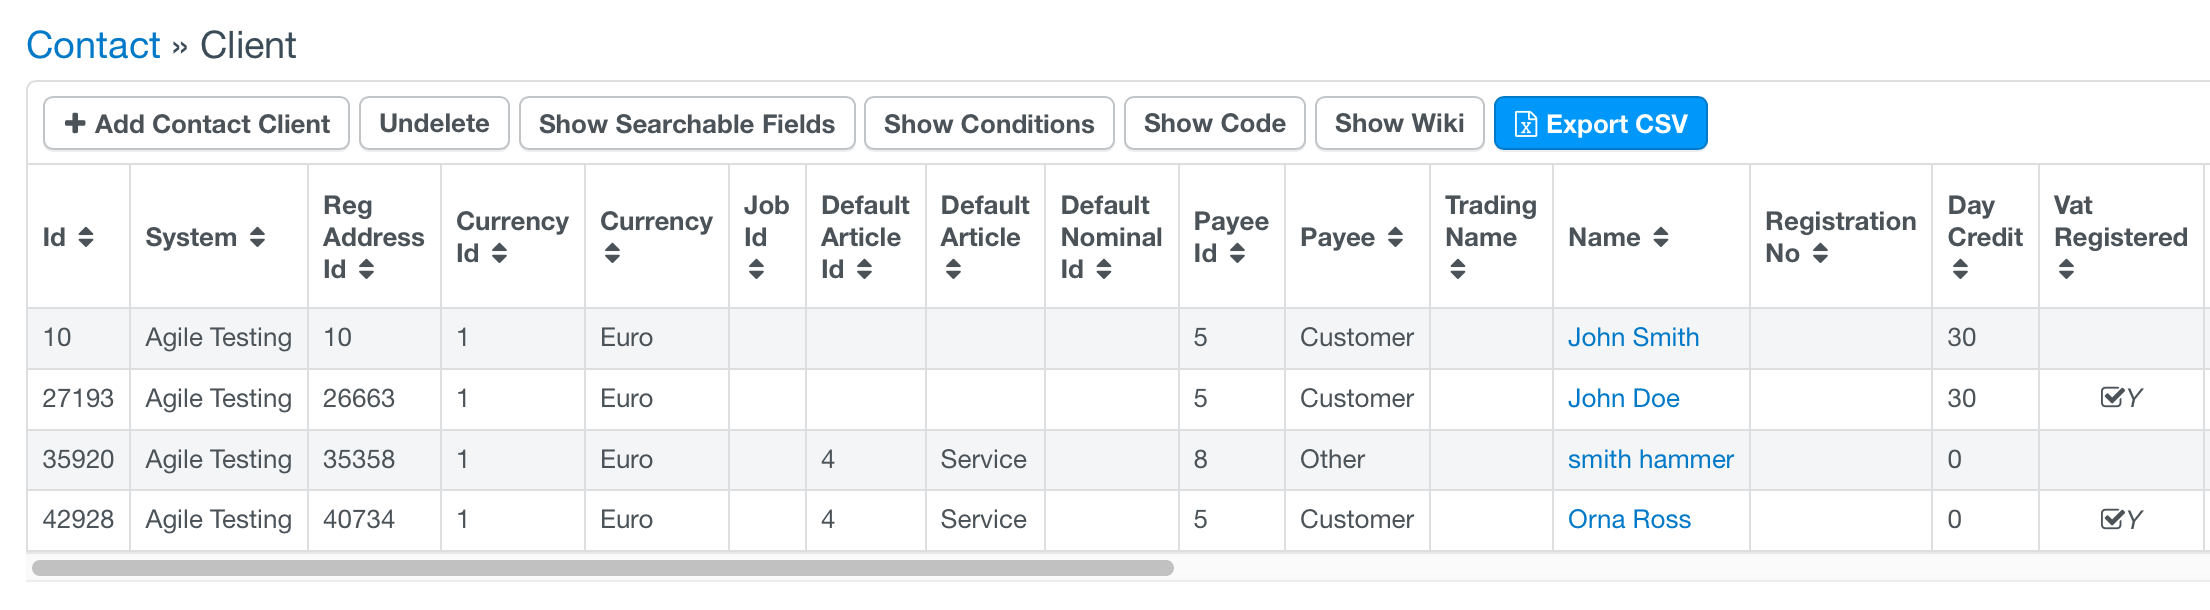 Contact » Client
Add Contact Client Undelete Show Searchable Fields Show Conditions Show Code Show Wiki Export CSV
Id System Reg Address Id Currency Id Currency Job Id Default Article Id Default Article Default Nominal Id Payee Id Payee Trading Name Name Registration No Day Credit Vat Registered
10 Agile Testing 10 1 Euro 5 Customer John Smith 30
27193 Agile Testing 26663 1 Euro 5 Customer John Doe 30 Y
35920 Agile Testing 35358 1 Euro 4 Service 8 Other smith hammer 0
42928 Agile Testing 40734 1 Euro 4 Service 5 Customer Orna Ross 0 Y